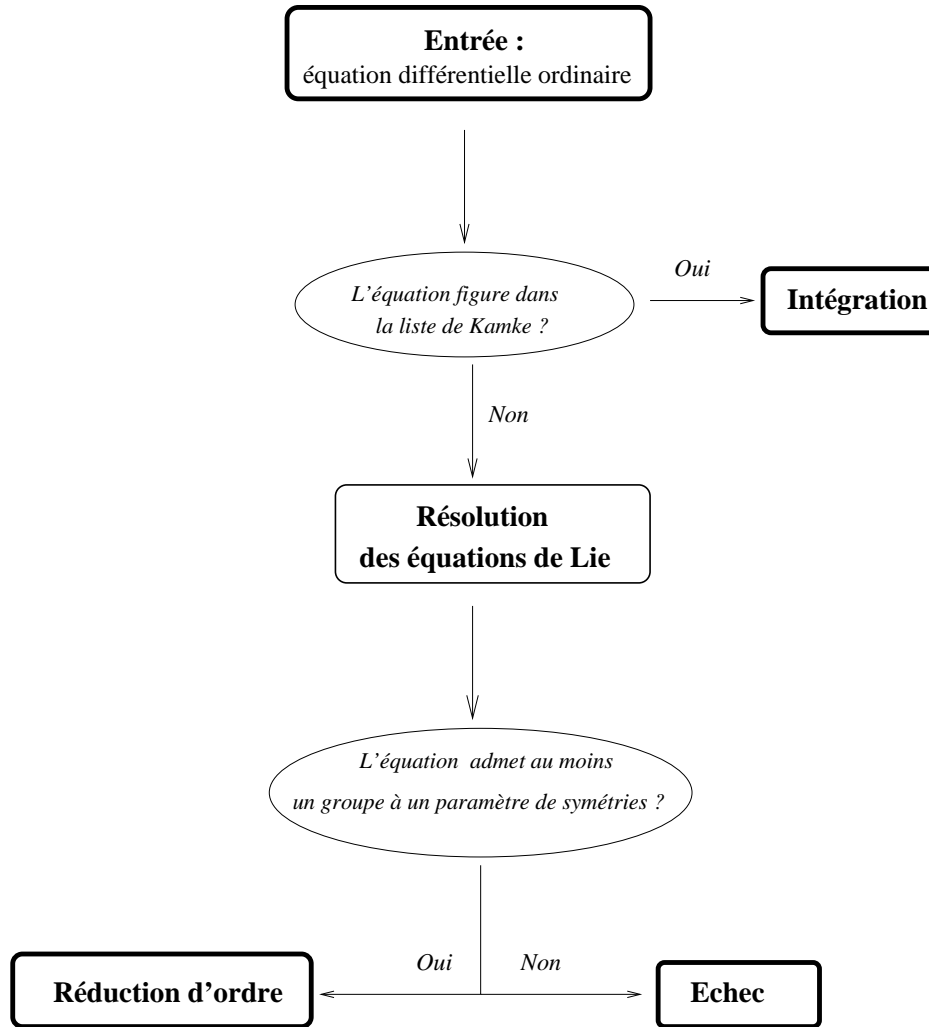 Entrée :
équation différentielle ordinaire
L'équation figure dans
la liste de Kamke ?
Oui
Intégration
Non
Résolution
des équations de Lie
L'équation admet au moins
un groupe à un paramètre de symétries ?
Oui
Non
Réduction d'ordre
Echec